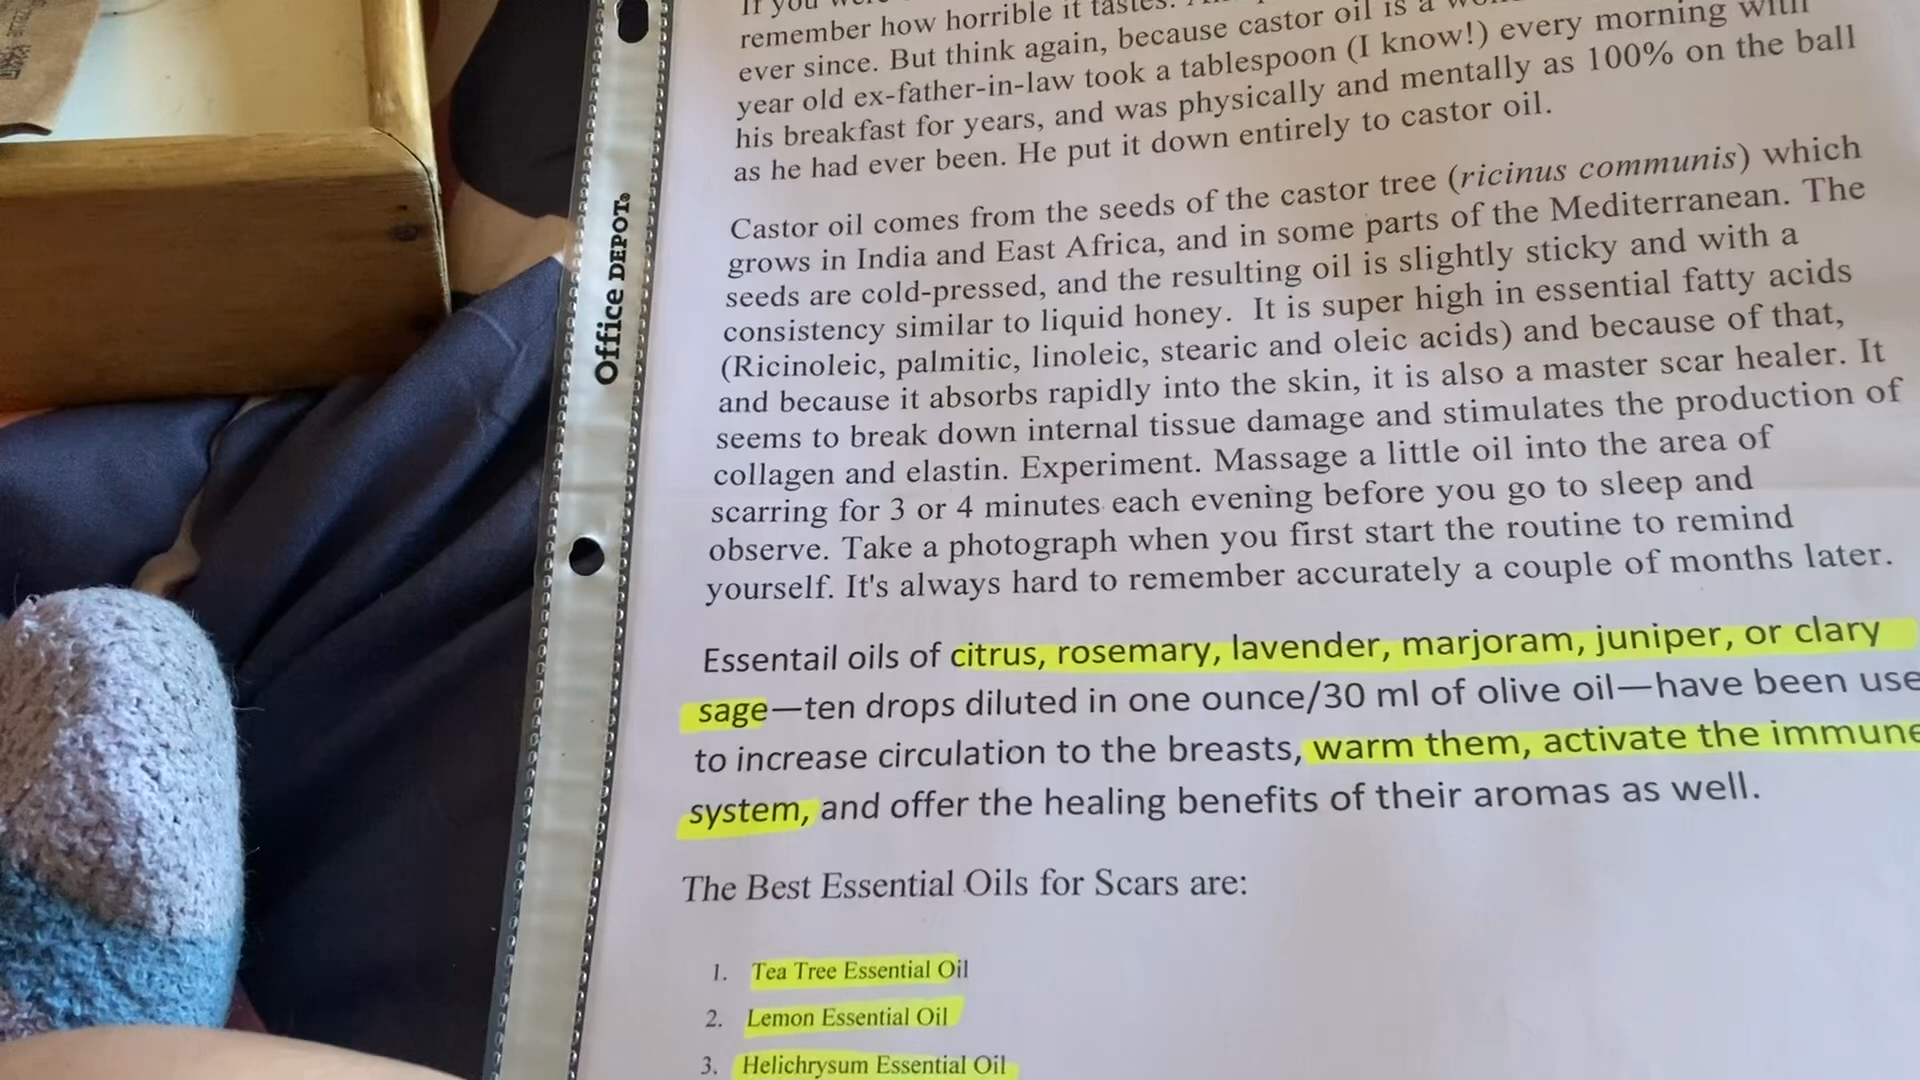 If you were
remember how horrible it tastes.
ever since. But think again, because castor oil is a
year old ex-father-in-law took a tablespoon (I know!) every morning with
his breakfast for years, and was physically and mentally as 100% on the ball
as he had ever been. He put it down entirely to castor oil.
Castor oil comes from the seeds of the castor tree (ricinus communis) which
grows in India and East Africa, and in some parts of the Mediterranean. The
seeds are cold-pressed, and the resulting oil is slightly sticky and with a
consistency similar to liquid honey. It is super high in essential fatty acids
(Ricinoleic, palmitic, linoleic, stearic and oleic acids) and because of that,
and because it absorbs rapidly into the skin, it is also a master scar healer. It
seems to break down internal tissue damage and stimulates the production of
collagen and elastin. Experiment. Massage a little oil into the area of
scarring for 3 or 4 minutes each evening before you go to sleep and
observe. Take a photograph when you first start the routine to remind
yourself. It's always hard to remember accurately a couple of months later.
Essentail oils of citrus, rosemary, lavender, marjoram, juniper, or clary
sage—ten drops diluted in one ounce/30 ml of olive oil—have been use
to increase circulation to the breasts, warm them, activate the immune
system, and offer the healing benefits of their aromas as well.
The Best Essential Oils for Scars are:
1. Tea Tree Essential Oil
2. Lemon Essential Oil
3. Helichrysum Essential Oil
Office DEPOT